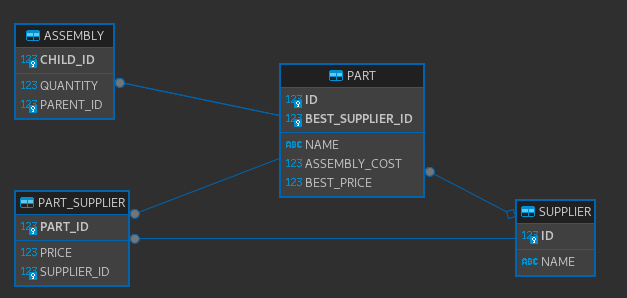 ASSEMBLY
123 CHILD_ID
123 QUANTITY
123 PARENT_ID
PART
123 ID
123 BEST_SUPPLIER_ID
ABC NAME
123 ASSEMBLY_COST
123 BEST_PRICE
PART_SUPPLIER
123 PART_ID
123 PRICE
123 SUPPLIER_ID
SUPPLIER
123 ID
ABC NAME